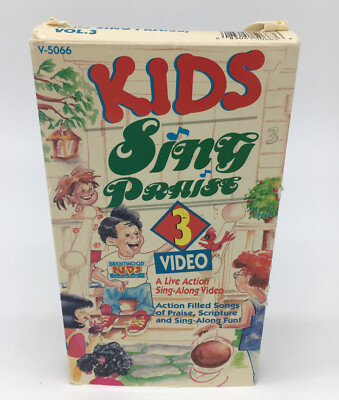 VOL.3
V-5066
KIDS
Sing
PRAISE
3.
3
VIDEO
BRENTWOOD
KIDS
A Live Action
Sing-Along Video
Action Filled Songs
of Praise, Scripture
and Sing-Along Fun!